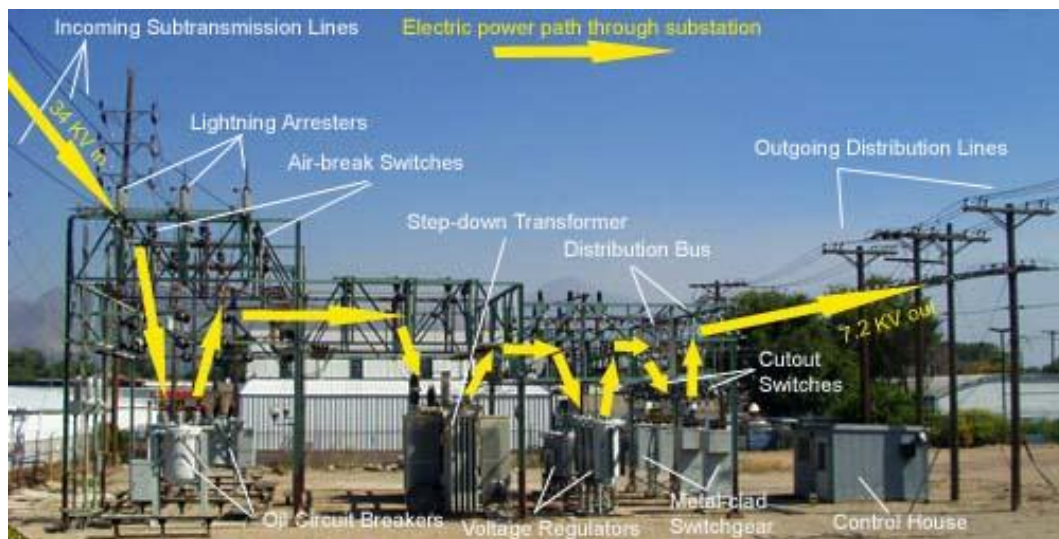 Incoming Subtransmission Lines
Electric power path through substation
34 KV in
Lightning Arresters
Air-break Switches
Outgoing Distribution Lines
Step-down Transformer
Distribution Bus
7.2 KV out
Cutout
Switches
Oil Circuit Breakers
Voltage Regulators
Metal-clad
Switchgear
Control House